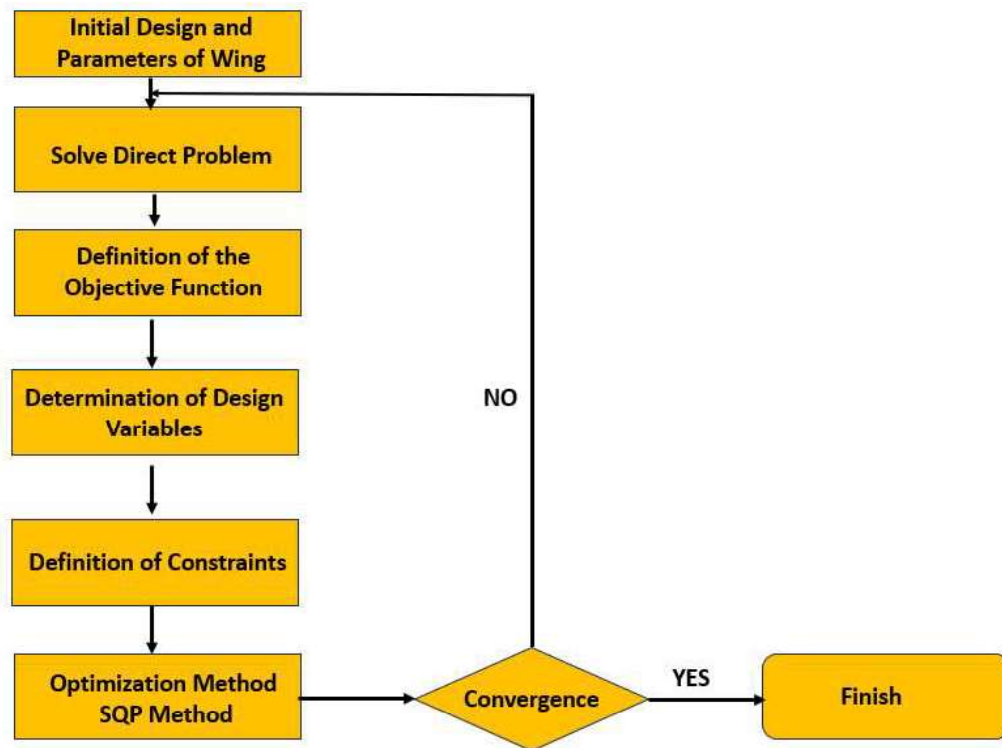 Initial Design and
Parameters of Wing
Solve Direct Problem
Definition of the
Objective Function
Determination of Design
Variables
NO
Definition of Constraints
Optimization Method
SQP Method
Convergence
YES
Finish